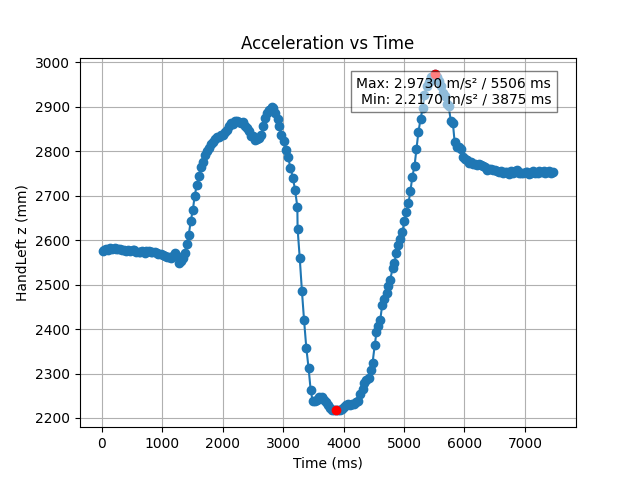 Acceleration vs Time
3000
2900
2800
2700
2600
2500
2400
2300
2200
HandLeft z (mm)
Max: 2.9730 m/s² / 5506 ms
Min: 2.2170 m/s² / 3875 ms
0 1000 2000 3000 4000 5000 6000 7000
Time (ms)